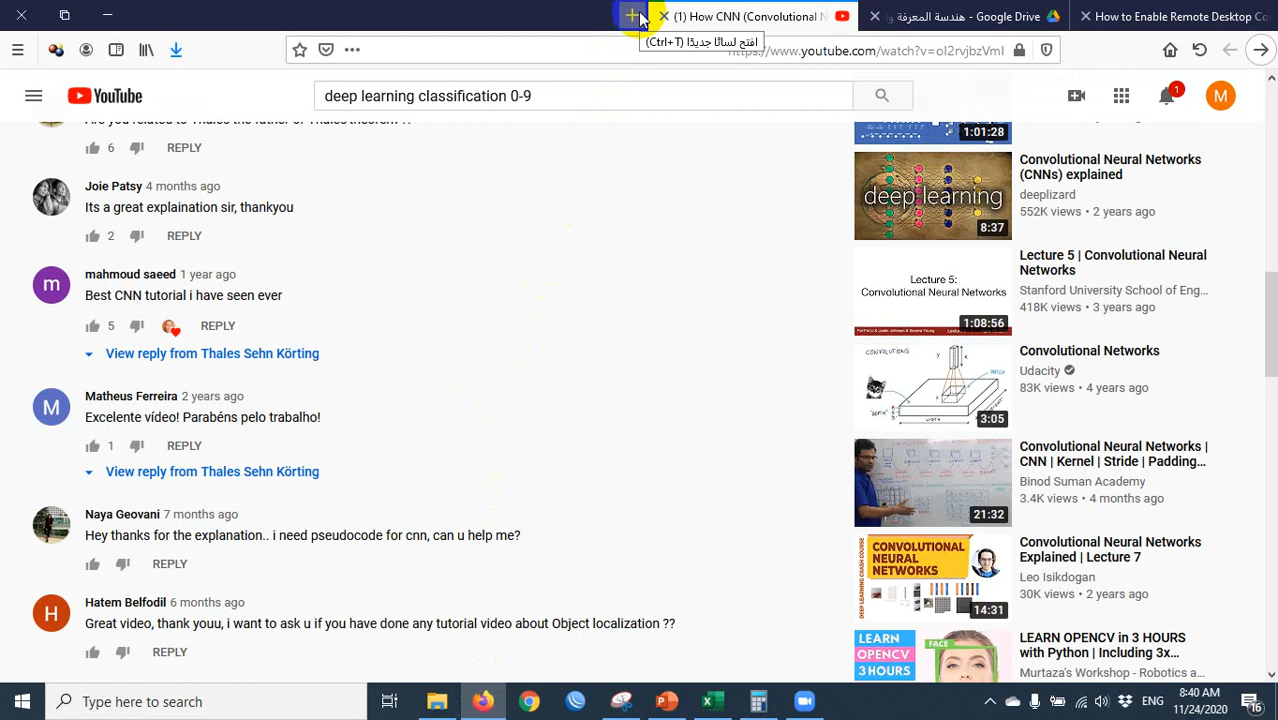 (1) How CNN (Convolutional N
هندسة المعرفة وا - Google Drive
How to Enable Remote Desktop Co
افتح لسانًا جديدًا (Ctrl+T)
https://www.youtube.com/watch?v=oI2rvjbzVmI
YouTube
deep learning classification 0-9
1
M
Are you related to Thales the father of Thales theorem ??
6
REPLY
Joie Patsy 4 months ago
Its a great explaination sir, thankyou
2
REPLY
m
mahmoud saeed 1 year ago
Best CNN tutorial i have seen ever
5
REPLY
View reply from Thales Sehn Körting
M
Matheus Ferreira 2 years ago
Excelente vídeo! Parabéns pelo trabalho!
1
REPLY
View reply from Thales Sehn Körting
Naya Geovani 7 months ago
Hey thanks for the explanation.. i need pseudocode for cnn, can u help me?
REPLY
H
Hatem Belfodil 6 months ago
Great video, thank youu, i want to ask u if you have done any tutorial video about Object localization ??
REPLY
1:01:28
deep learning
8:37
Convolutional Neural Networks
(CNNs) explained
deeplizard
552K views • 2 years ago
Lecture 5:
Convolutional Neural Networks
1:08:56
Lecture 5 | Convolutional Neural
Networks
Stanford University School of Eng...
418K views • 3 years ago
CONVOLUTIONS
3:05
Convolutional Networks
Udacity
83K views • 4 years ago
21:32
Convolutional Neural Networks |
CNN | Kernel | Stride | Padding...
Binod Suman Academy
3.4K views • 4 months ago
DEEP LEARNING CRASH COURSE
CONVOLUTIONAL
NEURAL
NETWORKS
14:31
Convolutional Neural Networks
Explained | Lecture 7
Leo Isikdogan
30K views • 2 years ago
LEARN
OPENCV
3 HOURS
FACE
LEARN OPENCV in 3 HOURS
with Python | Including 3x...
Murtaza's Workshop - Robotics a...
Type here to search
ENG
8:40 AM
11/24/2020
16